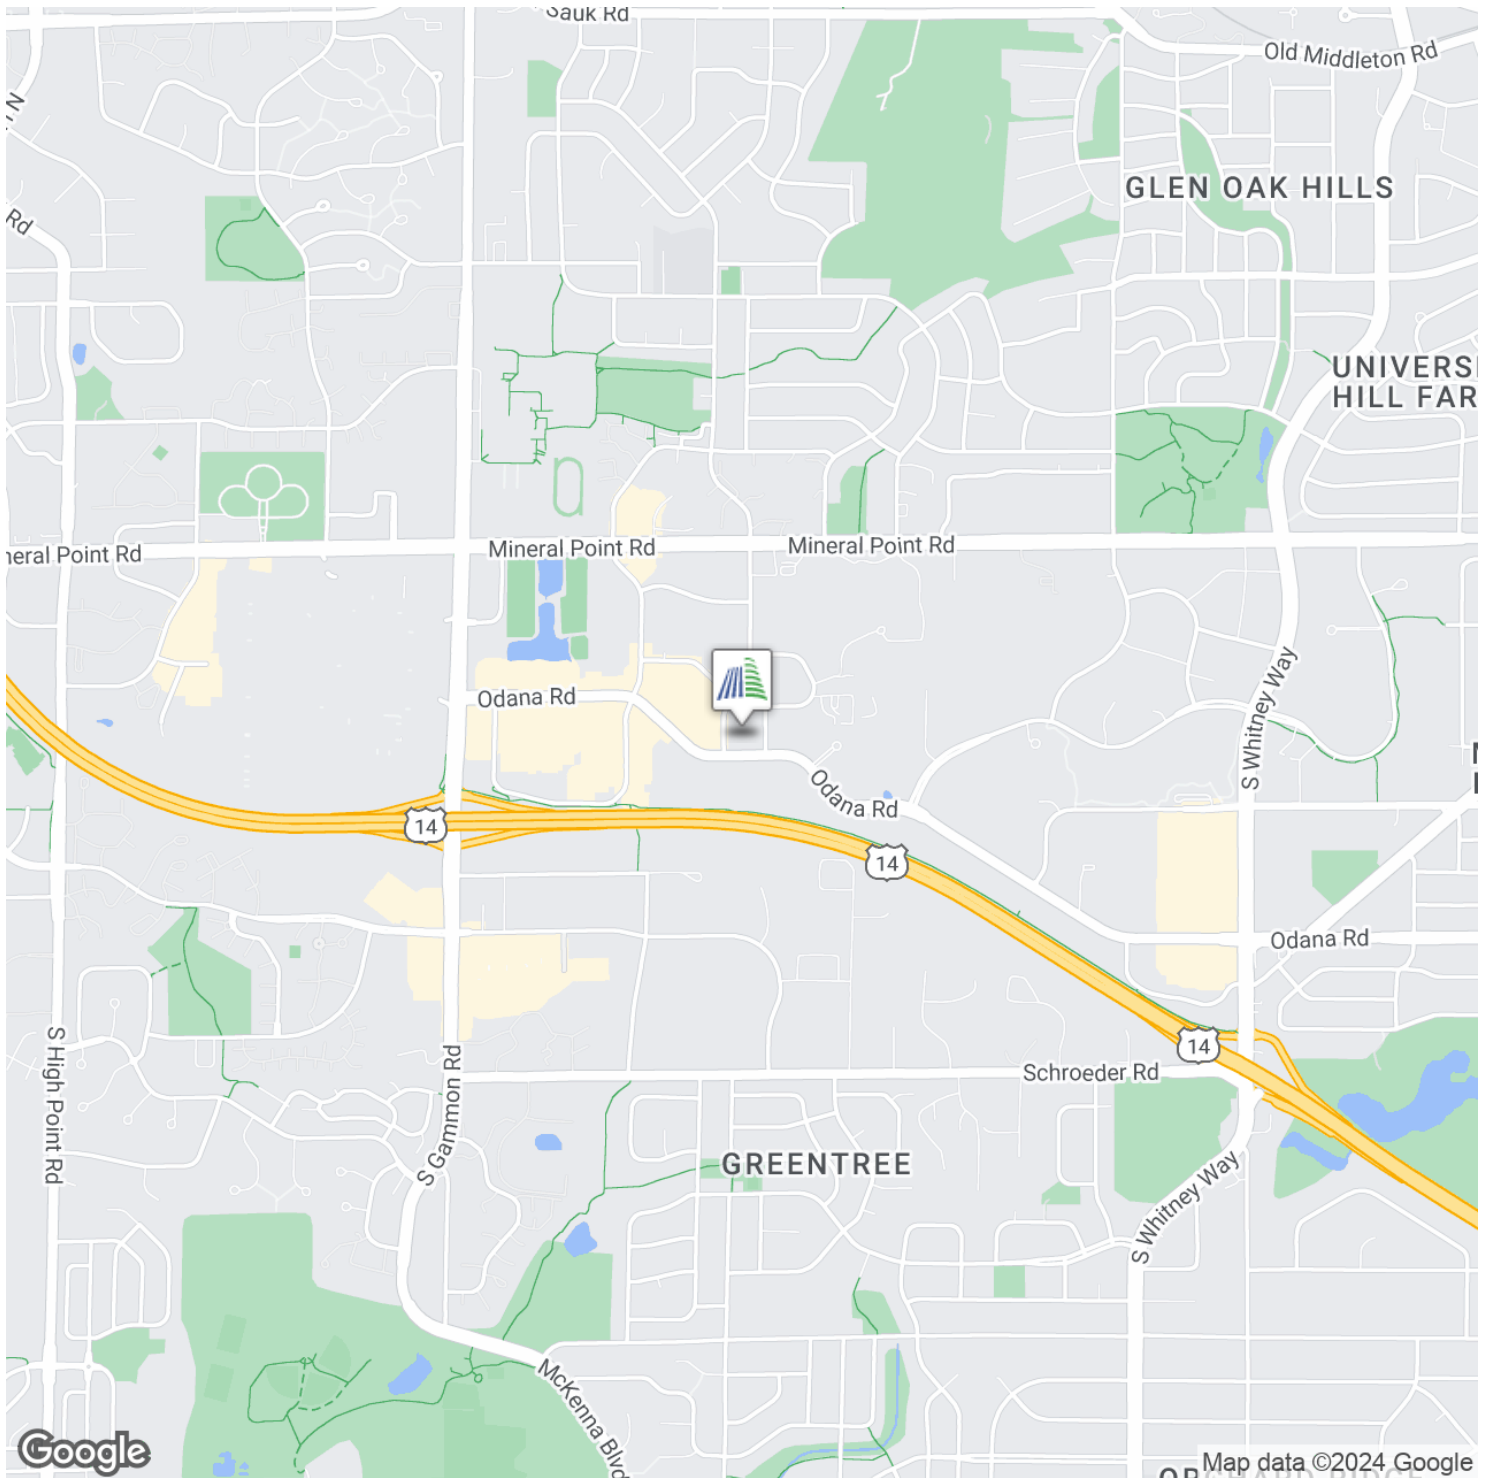 Sauk Rd
Old Middleton Rd
Rd
GLEN OAK HILLS
UNIVERSI
HILL FAR
neral Point Rd
Mineral Point Rd
Mineral Point Rd
Odana Rd
S Whitney Way
Odana Rd
14
14
Odana Rd
14
Schroeder Rd
S High Point Rd
S Gammon Rd
GREENTREE
S Whitney Way
McKenna Blvd
Google
Map data ©2024 Google